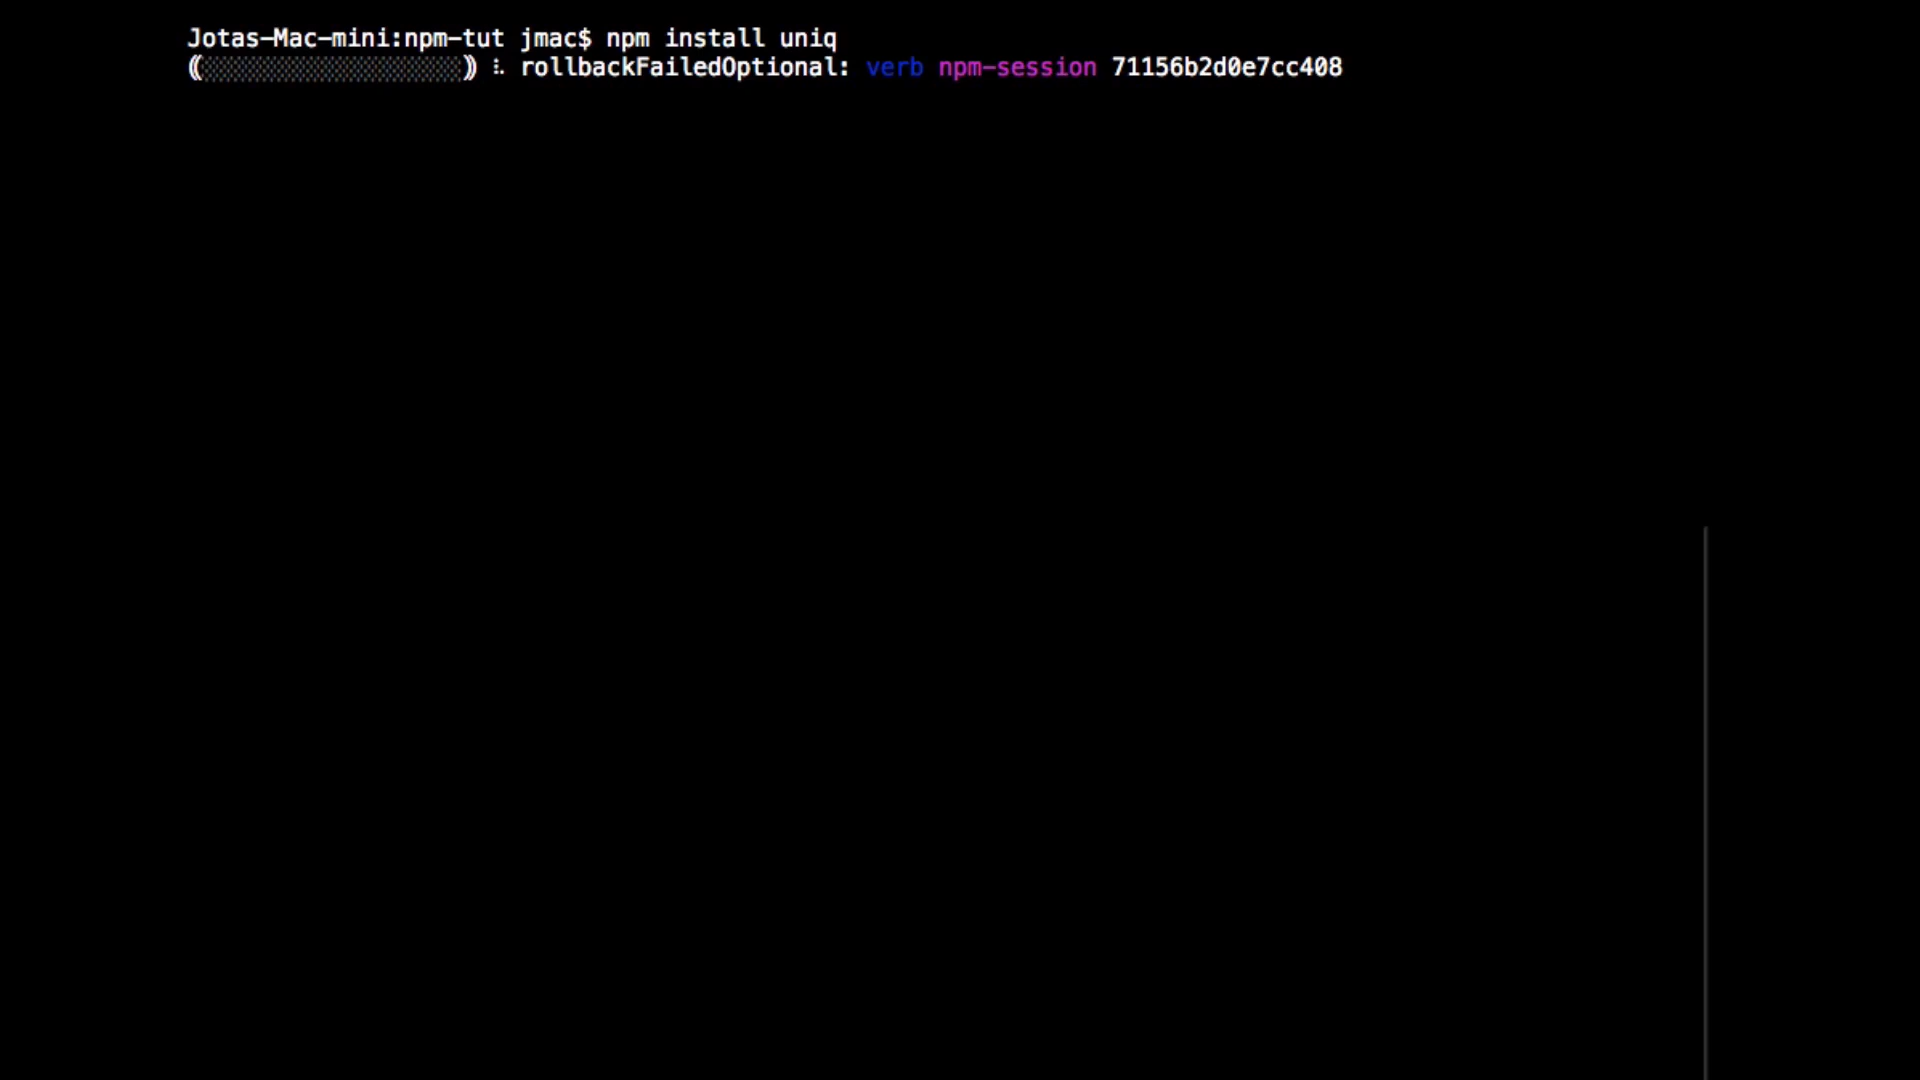 Jotas-Mac-mini:npm-tut jmac$ npm install uniq
⸨░░░░░░░░░░░░░░░░░░⸩ ⠧ rollbackFailedOptional: verb npm-session 71156b2d0e7cc408